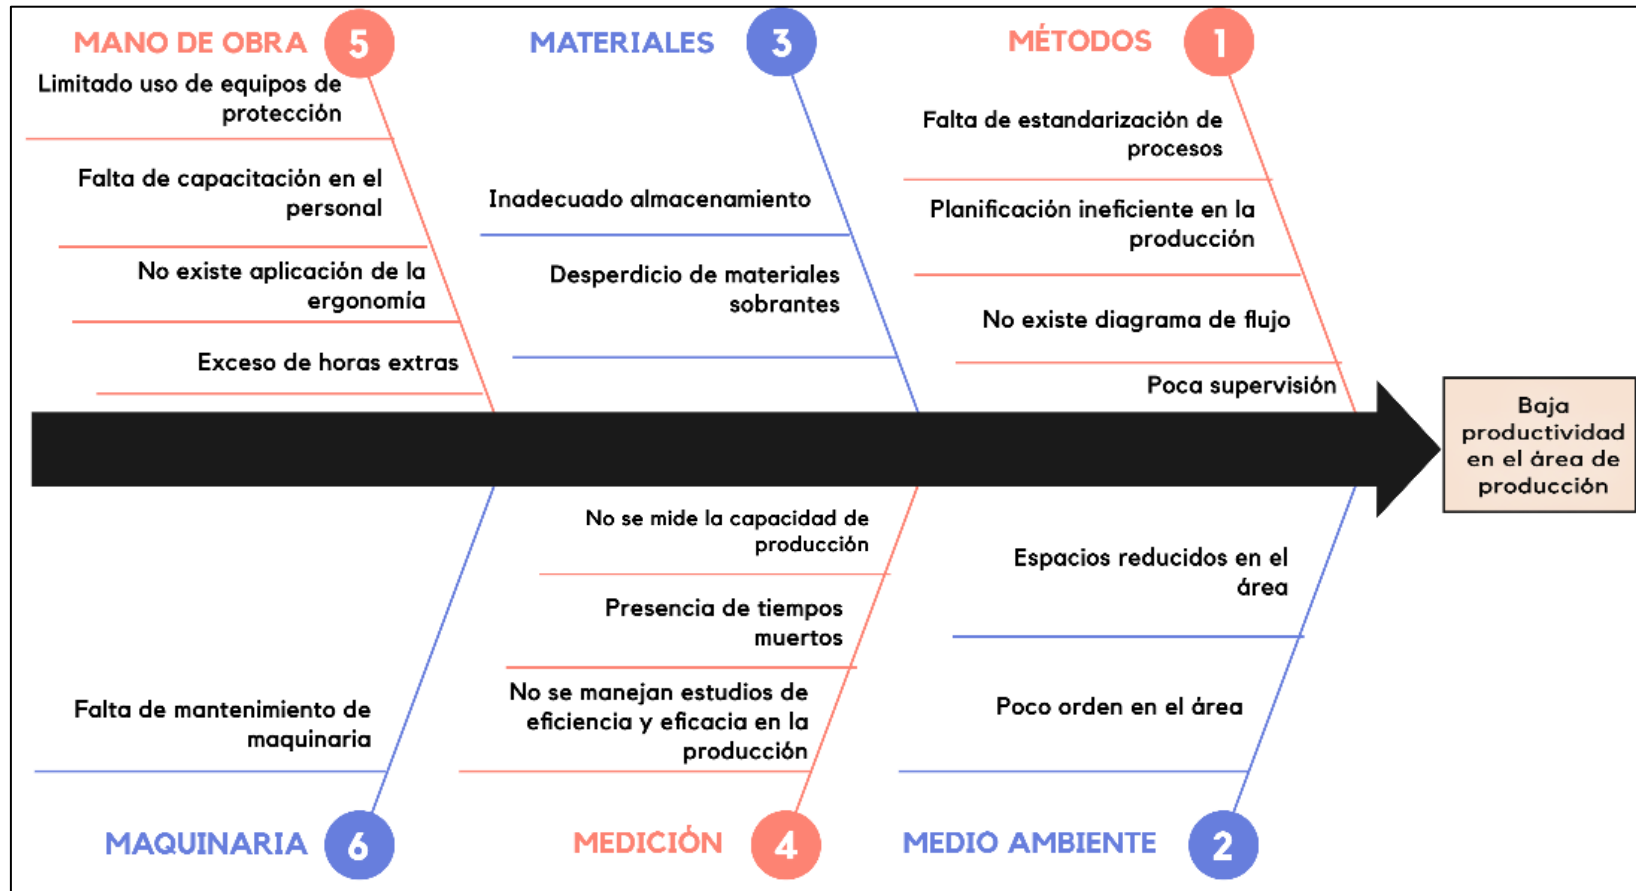 MANO DE OBRA 5
Limitado uso de equipos de
protección
Falta de capacitación en el
personal
No existe aplicación de la
ergonomía
Exceso de horas extras
MATERIALES 3
Inadecuado almacenamiento
Desperdicio de materiales
sobrantes
MÉTODOS 1
Falta de estandarización de
procesos
Planificación ineficiente en la
producción
No existe diagrama de flujo
Poca supervisión
Baja
productividad
en el área de
producción
Falta de mantenimiento de
maquinaria
MAQUINARIA 6
No se mide la capacidad de
producción
Presencia de tiempos
muertos
No se manejan estudios de
eficiencia y eficacia en la
producción
MEDICIÓN 4
Espacios reducidos en el
área
Poco orden en el área
MEDIO AMBIENTE 2